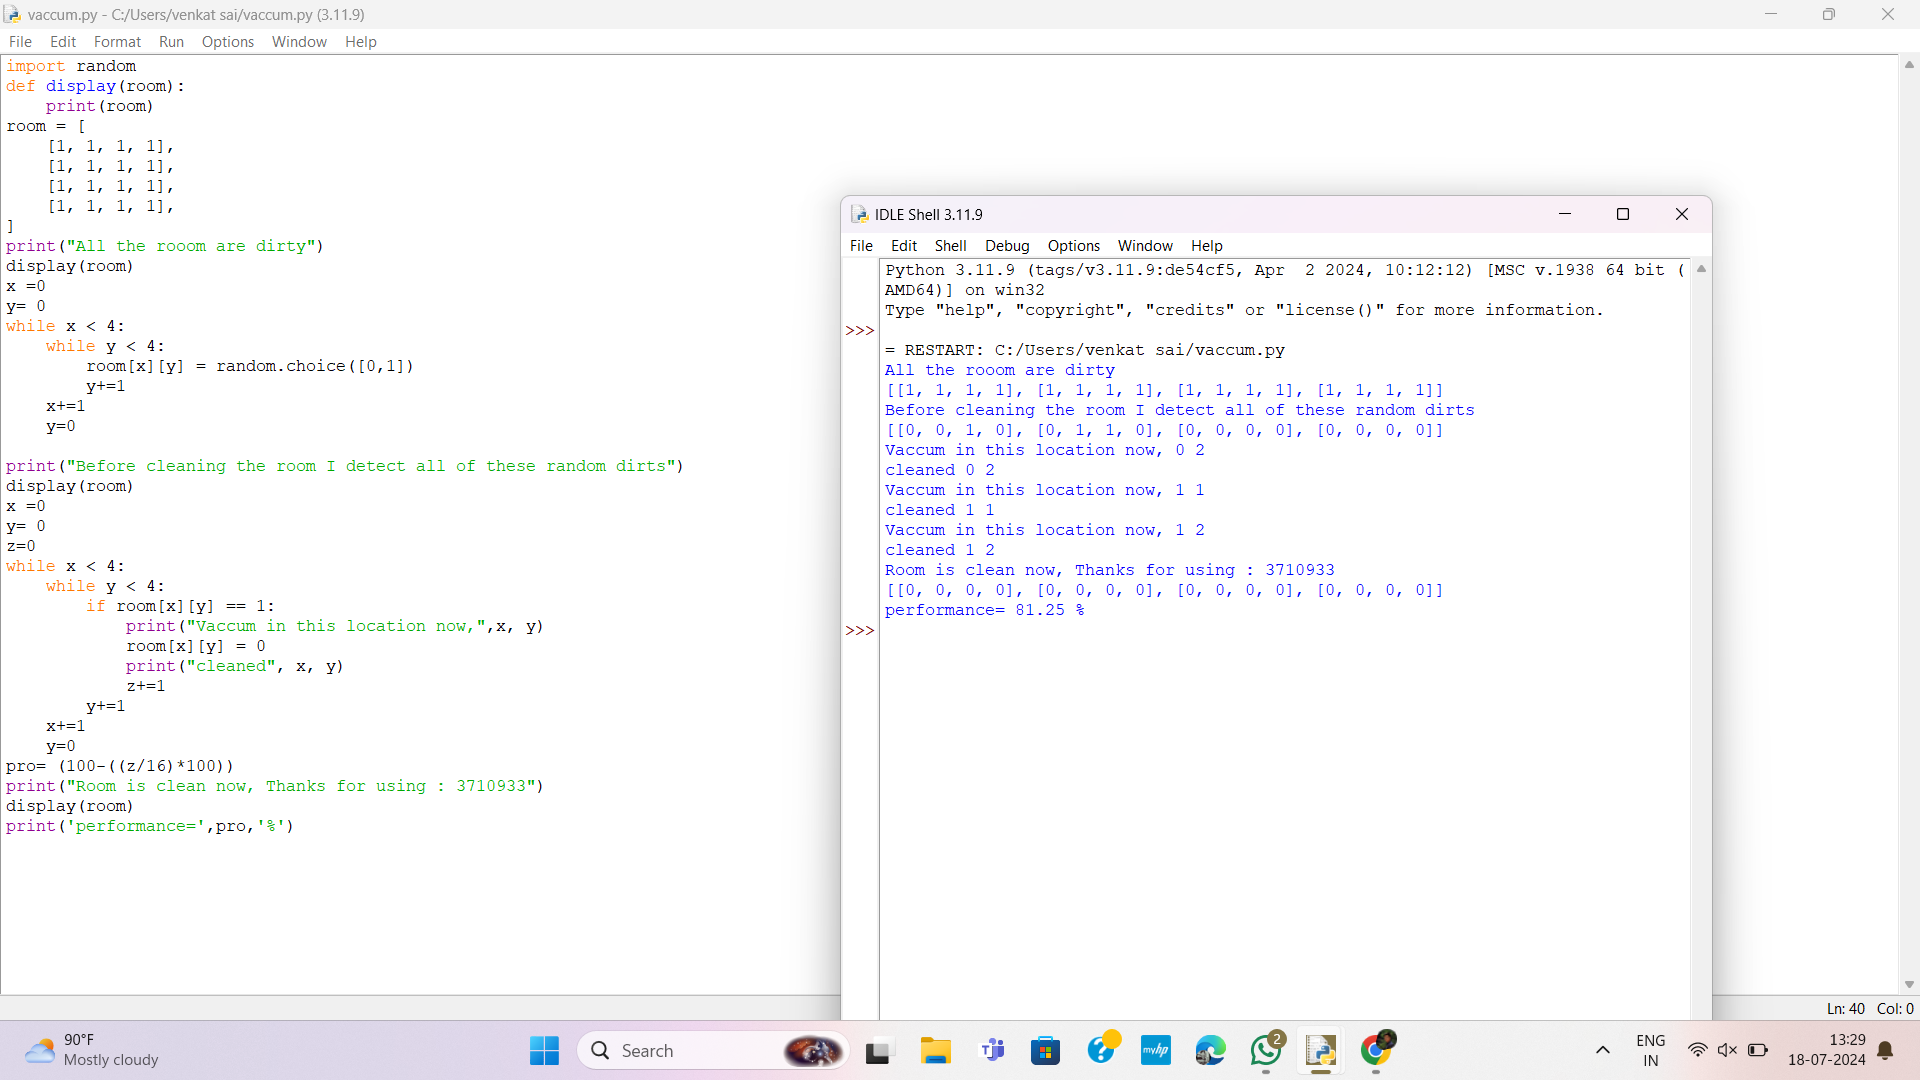 vaccum.py - C:/Users/venkat sai/vaccum.py (3.11.9)
File Edit Format Run Options Window Help
import random
def display(room):
    print(room)
room = [
    [1, 1, 1, 1],
    [1, 1, 1, 1],
    [1, 1, 1, 1],
    [1, 1, 1, 1],
]
print("All the rooom are dirty")
display(room)
x =0
y= 0
while x < 4:
    while y < 4:
        room[x][y] = random.choice([0,1])
        y+=1
    x+=1
    y=0

print("Before cleaning the room I detect all of these random dirts")
display(room)
x =0
y= 0
z=0
while x < 4:
    while y < 4:
        if room[x][y] == 1:
            print("Vaccum in this location now,",x, y)
            room[x][y] = 0
            print("cleaned", x, y)
            z+=1
        y+=1
    x+=1
    y=0
pro= (100-((z/16)*100))
print("Room is clean now, Thanks for using : 3710933")
display(room)
print('performance=',pro,'%')
IDLE Shell 3.11.9
File Edit Shell Debug Options Window Help
Python 3.11.9 (tags/v3.11.9:de54cf5, Apr  2 2024, 10:12:12) [MSC v.1938 64 bit (
AMD64)] on win32
Type "help", "copyright", "credits" or "license()" for more information.
>>>
= RESTART: C:/Users/venkat sai/vaccum.py
All the rooom are dirty
[[1, 1, 1, 1], [1, 1, 1, 1], [1, 1, 1, 1], [1, 1, 1, 1]]
Before cleaning the room I detect all of these random dirts
[[0, 0, 1, 0], [0, 1, 1, 0], [0, 0, 0, 0], [0, 0, 0, 0]]
Vaccum in this location now, 0 2
cleaned 0 2
Vaccum in this location now, 1 1
cleaned 1 1
Vaccum in this location now, 1 2
cleaned 1 2
Room is clean now, Thanks for using : 3710933
[[0, 0, 0, 0], [0, 0, 0, 0], [0, 0, 0, 0], [0, 0, 0, 0]]
performance= 81.25 %
>>>
Ln: 40 Col: 0
90°F
Mostly cloudy
Search
myhp
2
ENG
IN
13:29
18-07-2024